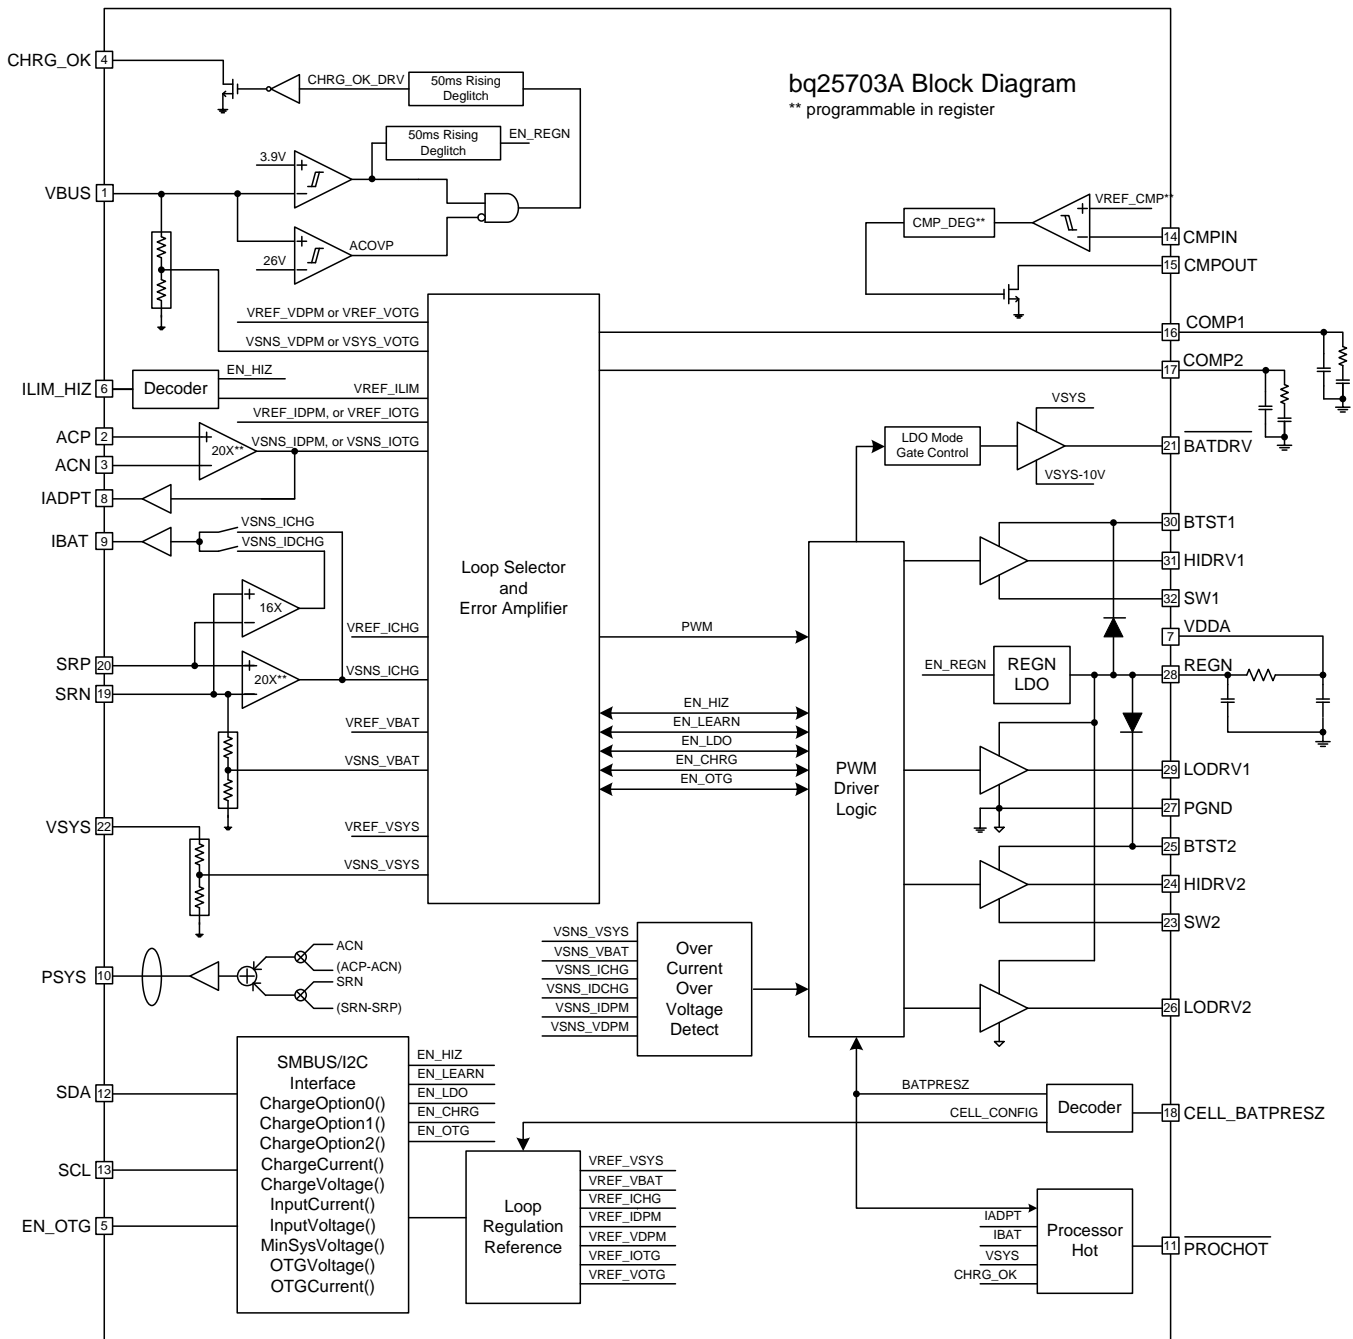 bq25703A Block Diagram
** programmable in register
CHRG_OK
4
CHRG_OK_DRV
50ms Rising
Deglitch
50ms Rising
Deglitch
EN_REGN
3.9V
+
−
VBUS
1
+
−
26V
ACOVP
CMP_DEG**
VREF_CMP**
+
−
14
CMPIN
15
CMPOUT
VREF_VDPM or VREF_VOTG
VSNS_VDPM or VSYS_VOTG
16
COMP1
17
COMP2
ILIM_HIZ
6
Decoder
EN_HIZ
VREF_ILIM
VREF_IDPM, or VREF_IOTG
VSNS_IDPM, or VSNS_IOTG
ACP
2
+
20X**
−
ACN
3
IADPT
8
LDO Mode
Gate Control
VSYS
VSYS-10V
21
BATDRV
IBAT
9
VSNS_ICHG
VSNS_IDCHG
+
16X
−
Loop Selector
and
Error Amplifier
30
BTST1
31
HIDRV1
32
SW1
VREF_ICHG
PWM
7
VDDA
SRP
20
+
20X**
−
VSNS_ICHG
SRN
19
EN_REGN
REGN
LDO
28
REGN
VREF_VBAT
VSNS_VBAT
EN_HIZ
EN_LEARN
EN_LDO
EN_CHRG
EN_OTG
PWM
Driver
Logic
29
LODRV1
27
PGND
VSYS
22
VREF_VSYS
VSNS_VSYS
25
BTST2
24
HIDRV2
23
SW2
VSNS_VSYS
VSNS_VBAT
VSNS_ICHG
VSNS_IDCHG
VSNS_IDPM
VSNS_VDPM
Over
Current
Over
Voltage
Detect
PSYS
10
ACN
(ACP-ACN)
SRN
(SRN-SRP)
26
LODRV2
SDA
12
SCL
13
EN_OTG
5
SMBUS/I2C
Interface
ChargeOption0()
ChargeOption1()
ChargeOption2()
ChargeCurrent()
ChargeVoltage()
InputCurrent()
InputVoltage()
MinSysVoltage()
OTGVoltage()
OTGCurrent()
EN_HIZ
EN_LEARN
EN_LDO
EN_CHRG
EN_OTG
BATPRESZ
CELL_CONFIG
Decoder
18
CELL_BATPRESZ
Loop
Regulation
Reference
VREF_VSYS
VREF_VBAT
VREF_ICHG
VREF_IDPM
VREF_VDPM
VREF_IOTG
VREF_VOTG
IADPT
IBAT
VSYS
CHRG_OK
Processor
Hot
11
PROCHOT